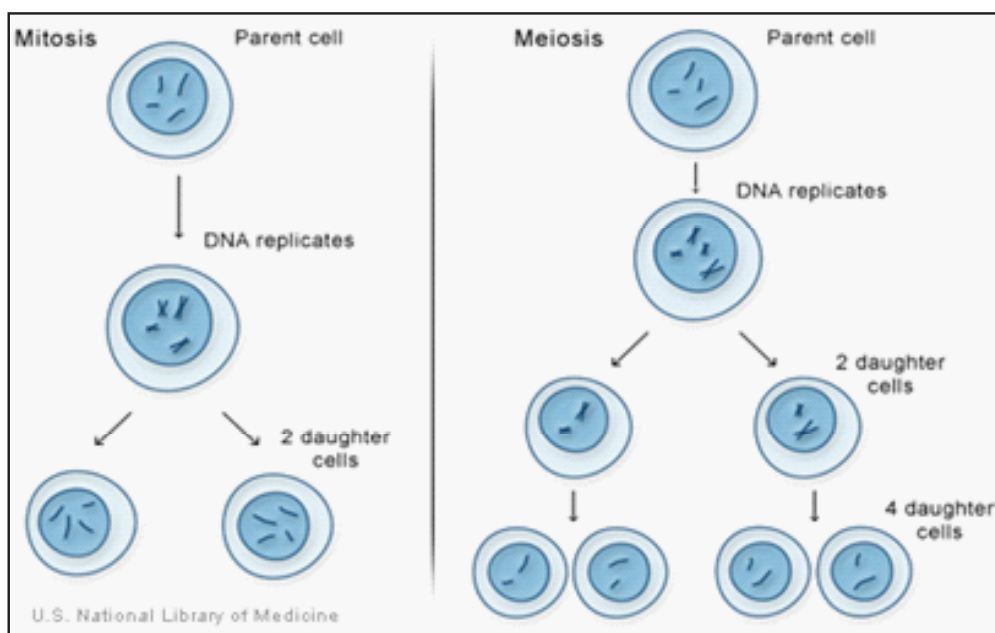 Mitosis
Parent cell
DNA replicates
2 daughter
cells
U.S. National Library of Medicine
Meiosis
Parent cell
DNA replicates
2 daughter
cells
4 daughter
cells